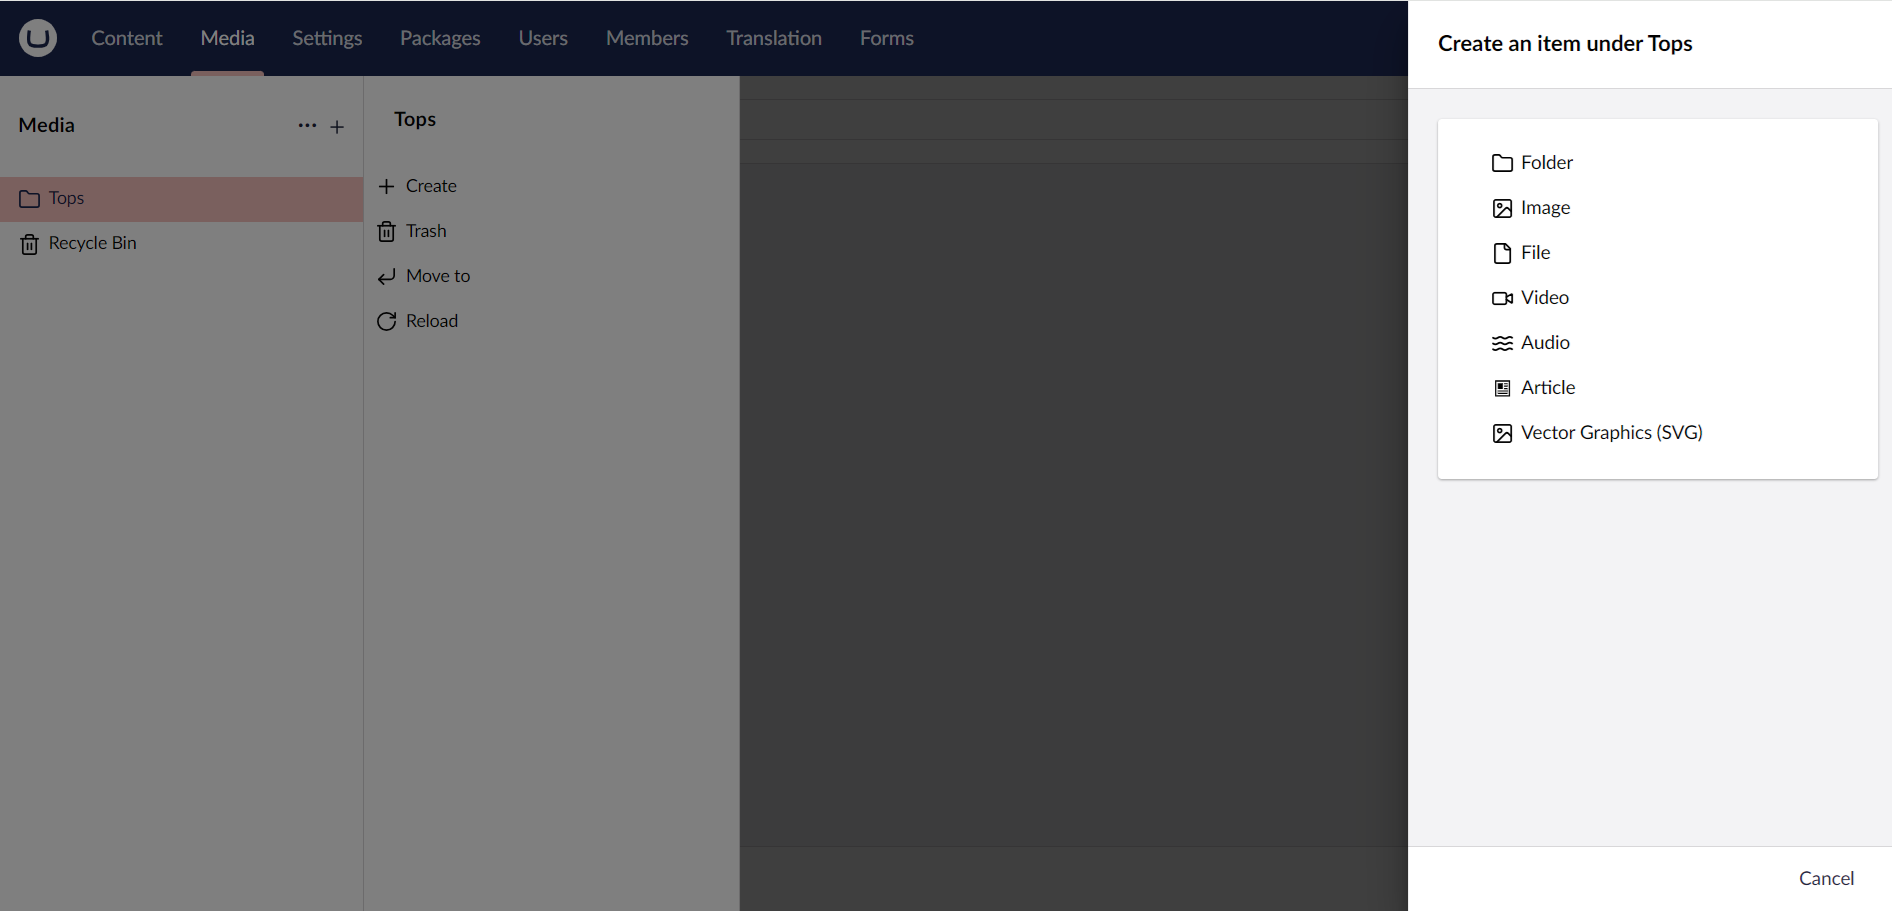 Content Media Settings Packages Users Members Translation Forms
Media
Tops
Recycle Bin
Tops
Create
Trash
Move to
Reload
Create an item under Tops
Folder
Image
File
Video
Audio
Article
Vector Graphics (SVG)
Cancel